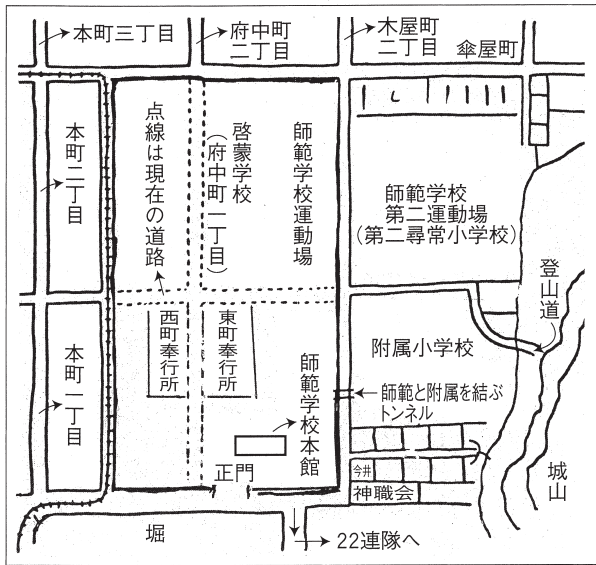 本町三丁目
府中町
二丁目
木屋町
二丁目
傘屋町
本町二丁目
点線は現在の道路
啓蒙学校
(府中町一丁目)
師範学校運動場
師範学校
第二運動場
(第二尋常小学校)
登山道
西町奉行所
東町奉行所
附属小学校
本町一丁目
師範学校本館
師範と附属を結ぶ
トンネル
正門
今井
神職会
城山
堀
22連隊へ